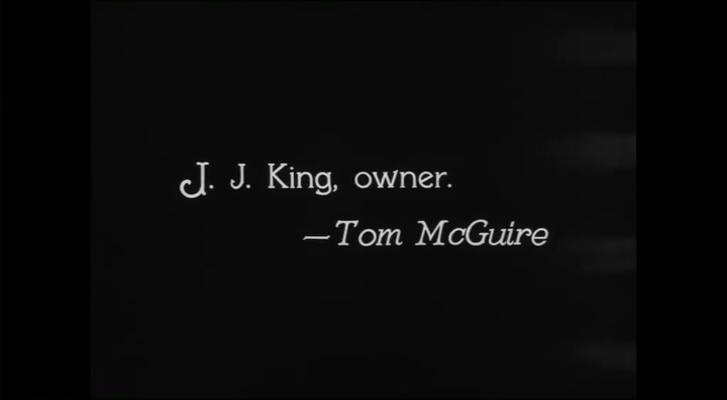 J. J. King, owner.
—Tom McGuire